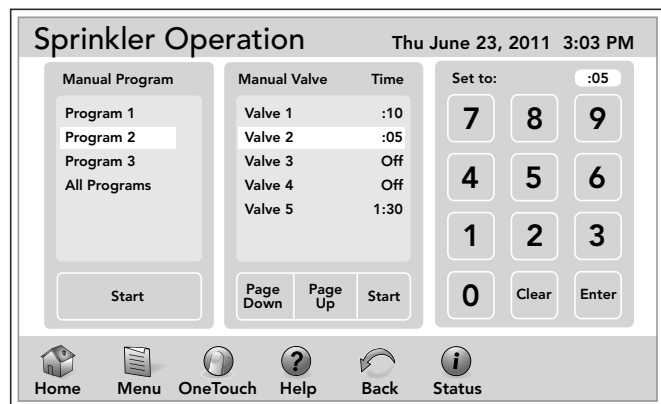 Sprinkler Operation
Thu June 23, 2011 3:03 PM
Manual Program
Program 1
Program 2
Program 3
All Programs
Start
Manual Valve Time
Valve 1 :10
Valve 2 :05
Valve 3 Off
Valve 4 Off
Valve 5 1:30
Page Down
Page Up
Start
Set to: :05
7 8 9
4 5 6
1 2 3
0 Clear Enter
Home Menu OneTouch ? Help Back i Status